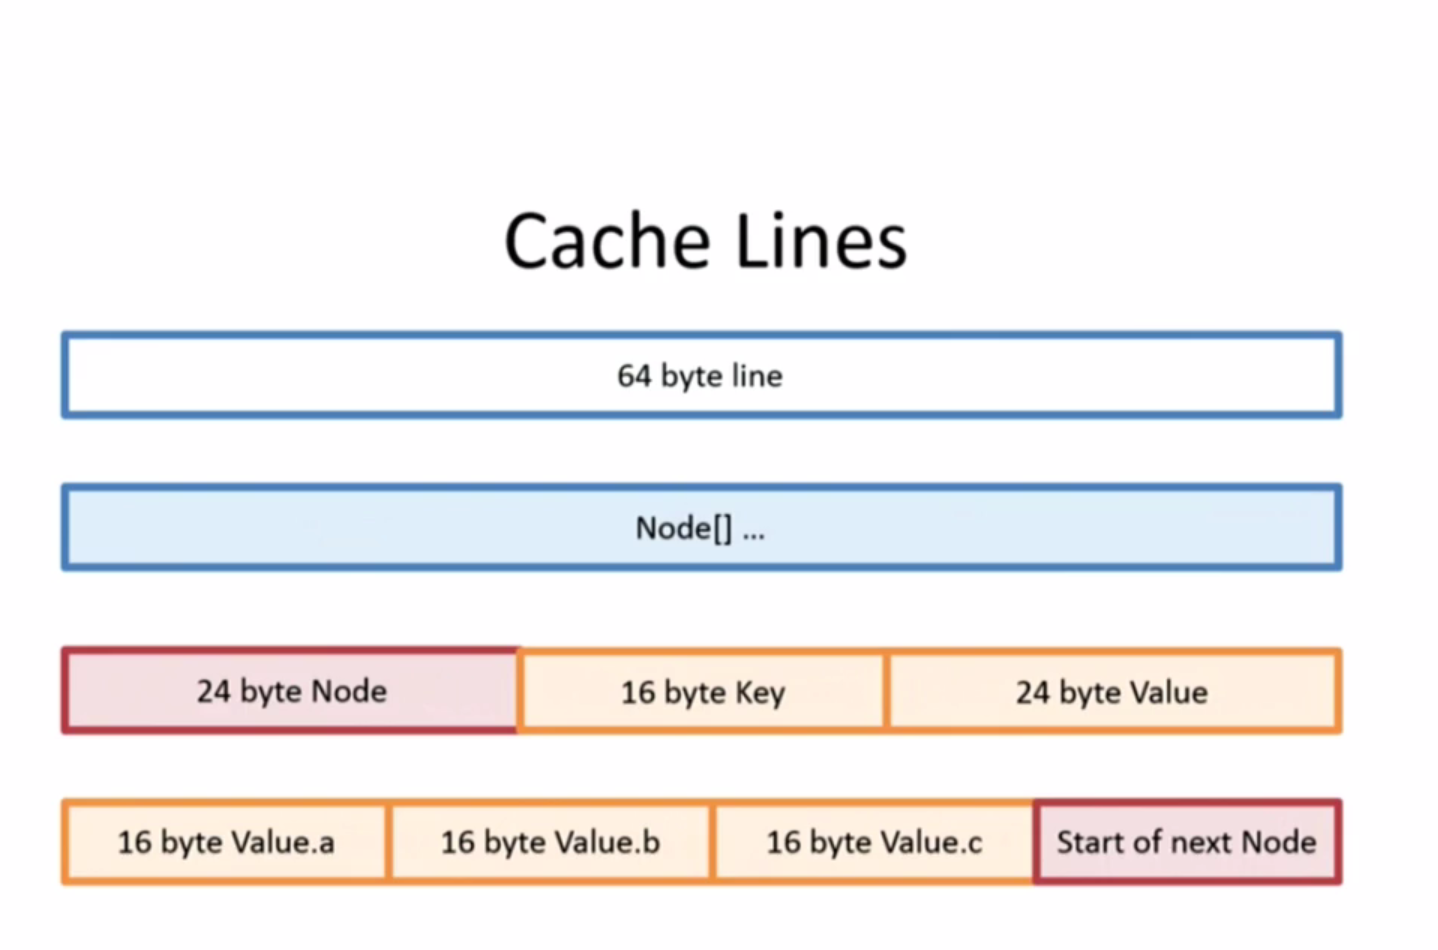 Cache Lines
64 byte line
Node[] ...
24 byte Node 16 byte Key 24 byte Value
16 byte Value.a 16 byte Value.b 16 byte Value.c Start of next Node